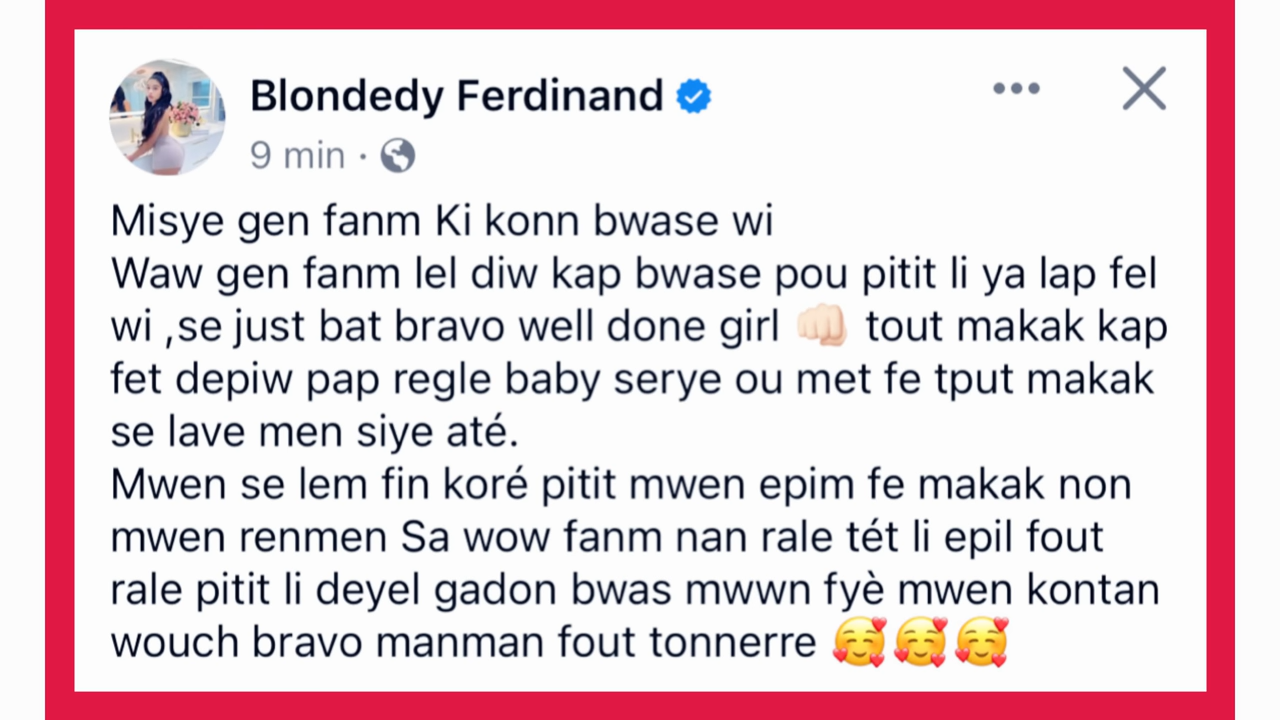 Blondedy Ferdinand
9 min ·
Misye gen fanm Ki konn bwase wi
Waw gen fanm lel diw kap bwase pou pitit li ya lap fel
wi ,se just bat bravo well done girl 👊🏻 tout makak kap
fet depiw pap regle baby serye ou met fe tput makak
se lave men siye até.
Mwen se lem fin koré pitit mwen epim fe makak non
mwen renmen Sa wow fanm nan rale tét li epil fout
rale pitit li deyel gadon bwas mwwn fyè mwen kontan
wouch bravo manman fout tonnerre 🥰🥰🥰